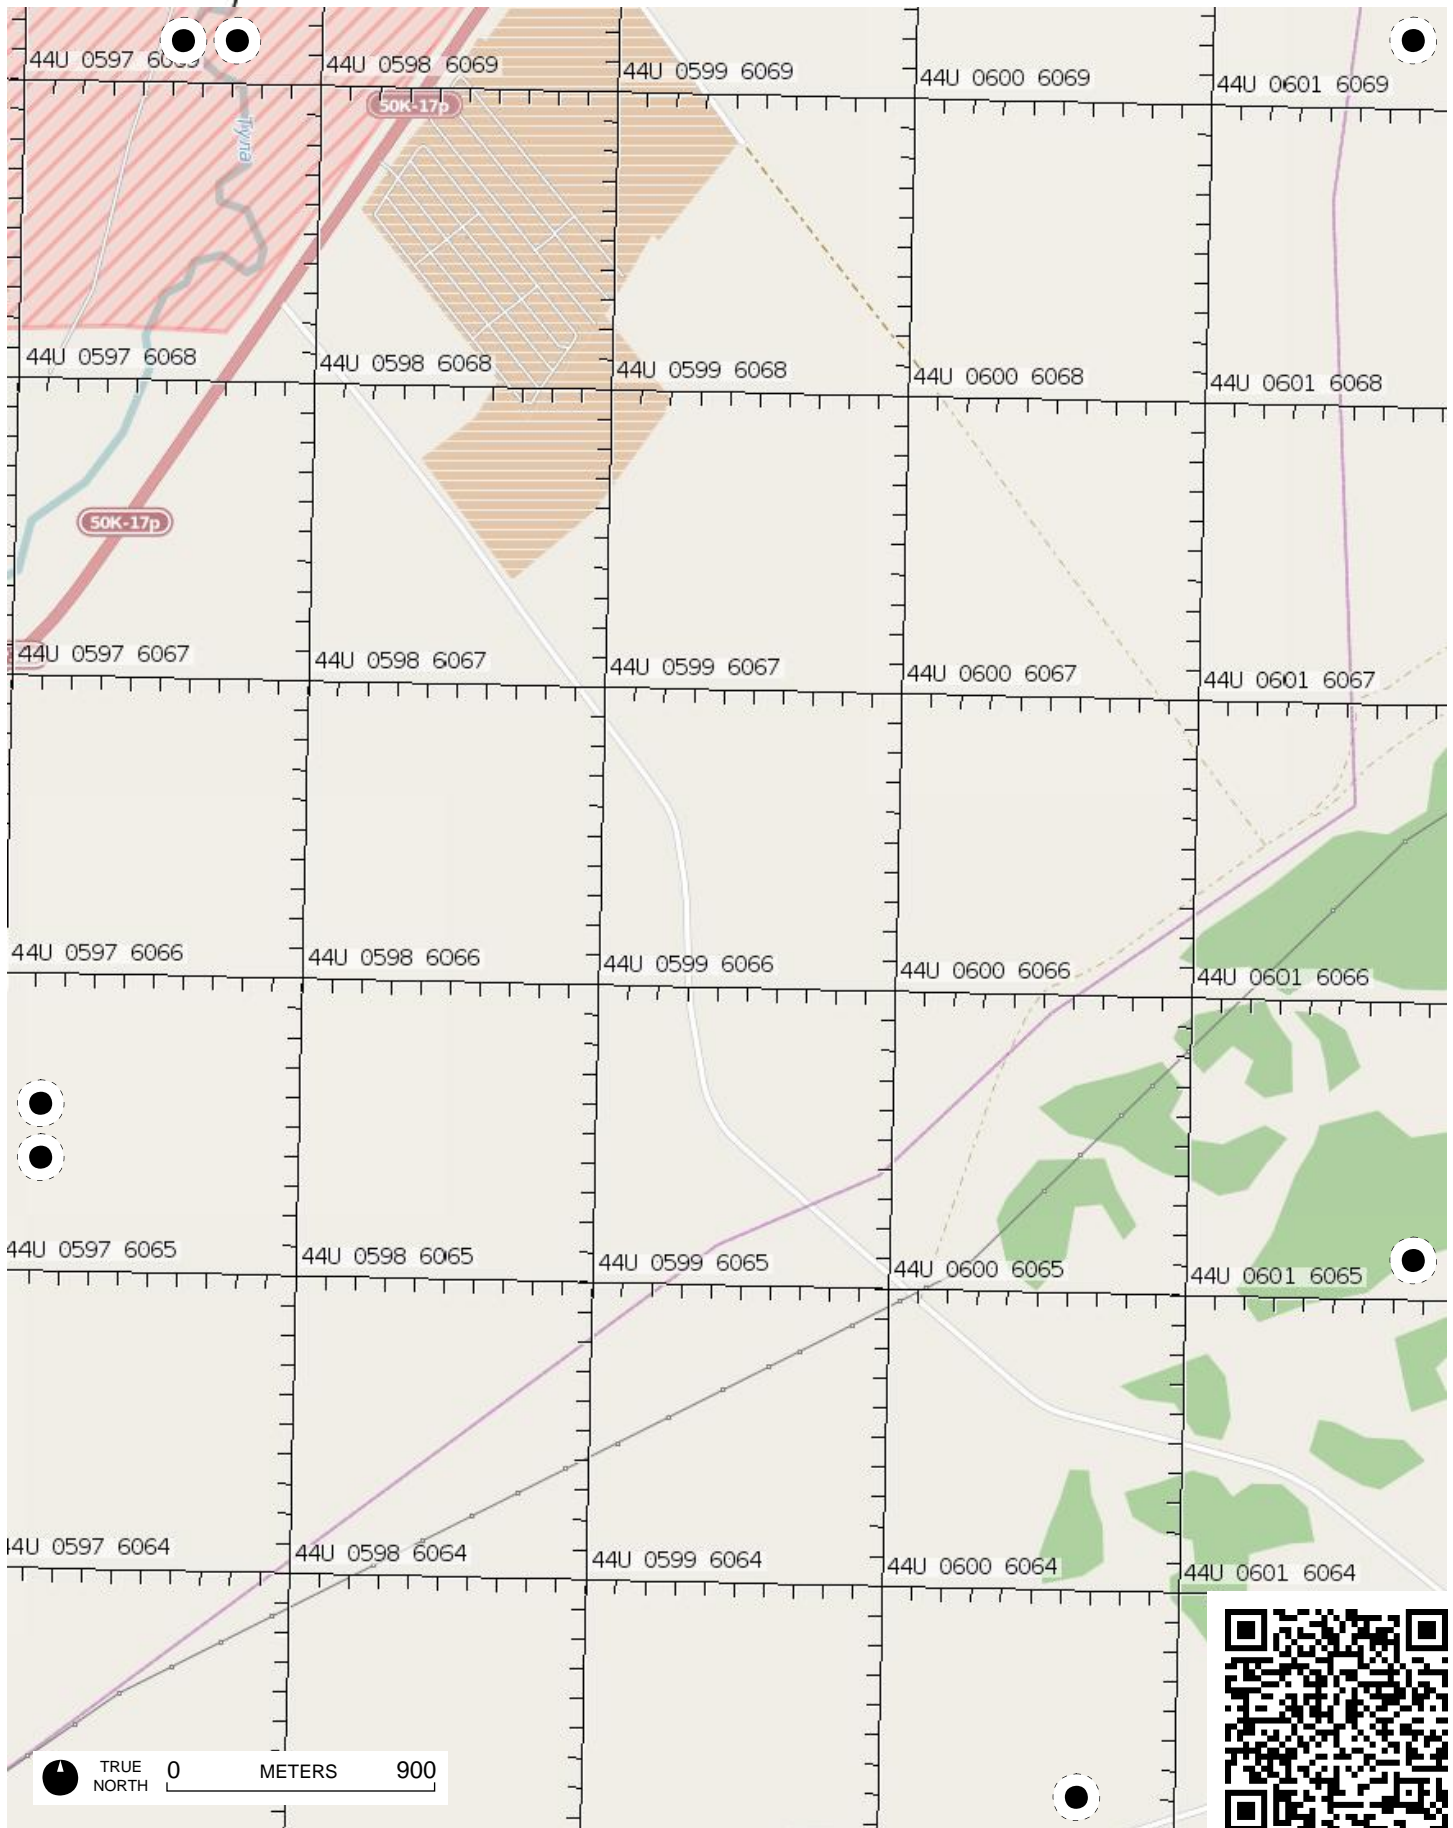 44U 0597 6069 44U 0598 6069 44U 0599 6069 44U 0600 6069 44U 0601 6069
50K-17p
Tyna
44U 0597 6068 44U 0598 6068 44U 0599 6068 44U 0600 6068 44U 0601 6068
50K-17p
44U 0597 6067 44U 0598 6067 44U 0599 6067 44U 0600 6067 44U 0601 6067
44U 0597 6066 44U 0598 6066 44U 0599 6066 44U 0600 6066 44U 0601 6066
44U 0597 6065 44U 0598 6065 44U 0599 6065 44U 0600 6065 44U 0601 6065
44U 0597 6064 44U 0598 6064 44U 0599 6064 44U 0600 6064 44U 0601 6064
TRUE NORTH 0 METERS 900